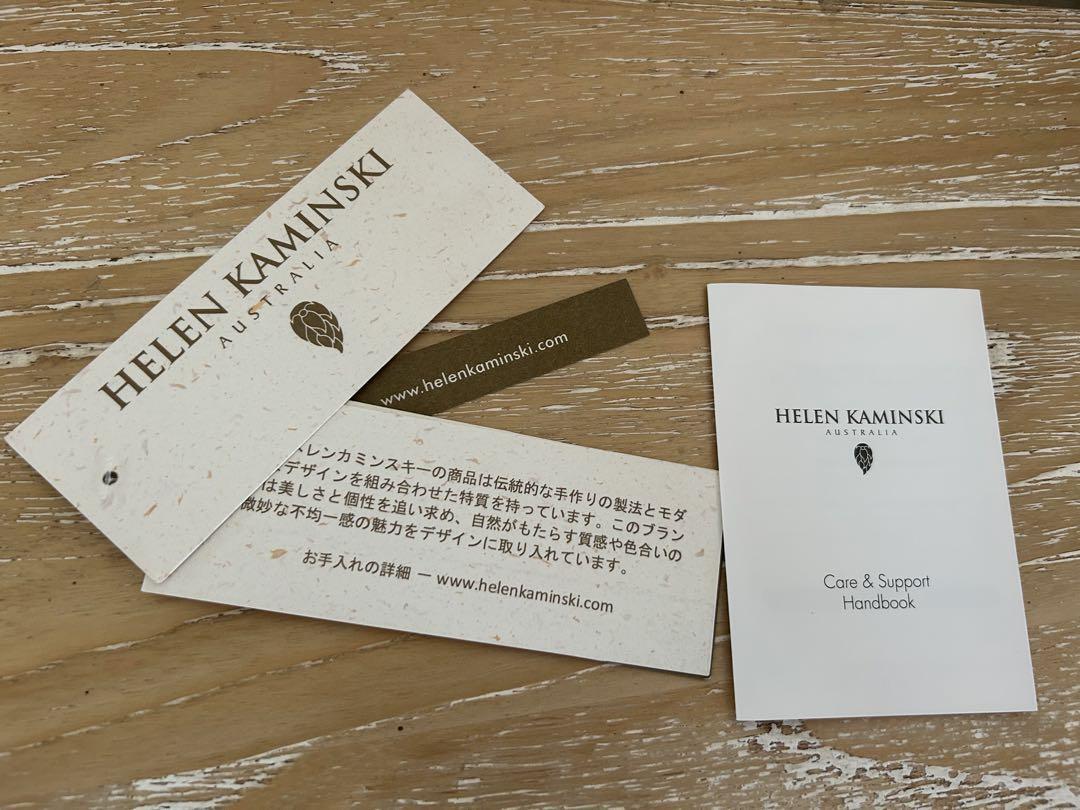 HELEN KAMINSKI
AUSTRALIA
www.helenkaminski.com
レンカミンスキーの商品は伝統的な手作りの製法とモダ
デザインを組み合わせた特質を持っています。このブラン
は美しさと個性を追い求め、自然がもたらす質感や色合いの
微妙な不均一感の魅力をデザインに取り入れています。
お手入れの詳細 — www.helenkaminski.com
HELEN KAMINSKI
AUSTRALIA
Care & Support
Handbook